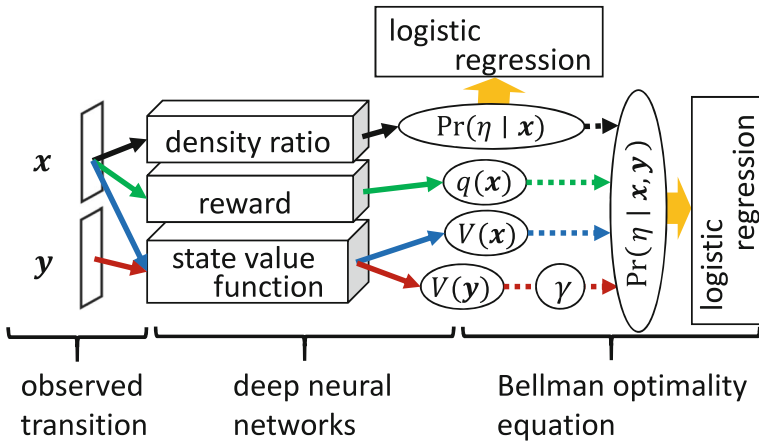 logistic
regression
x
density ratio
Pr(η | x)
reward
q(x)
V(x)
y
state value
function
V(y)
γ
Pr( η | x, y)
logistic
regression
observed
transition
deep neural
networks
Bellman optimality
equation